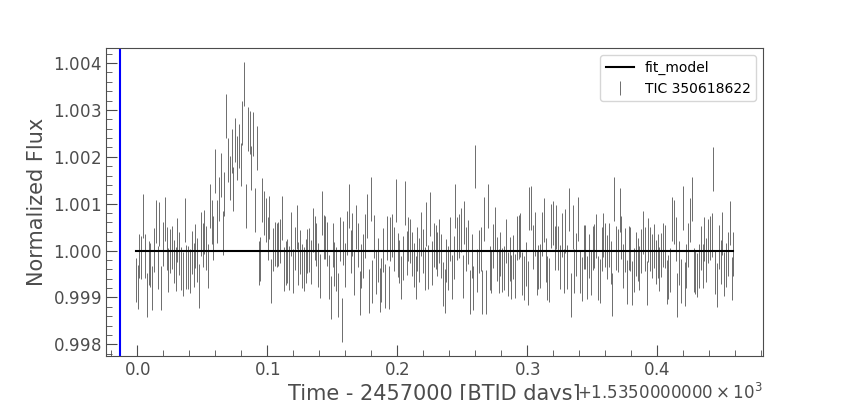 1.004
1.003
1.002
1.001
1.000
0.999
0.998
Normalized Flux
fit_model
TIC 350618622
0.0 0.1 0.2 0.3 0.4
Time - 2457000 [BTJD days]
+1.5350000000 × 10³